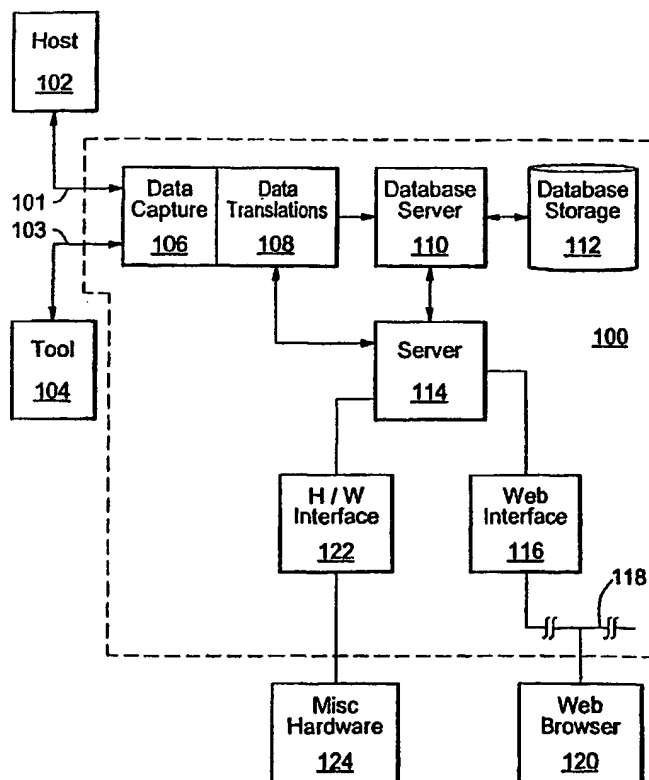 Host
102
101
103
Data
Capture
106
Data
Translations
108
Database
Server
110
Database
Storage
112
Tool
104
Server
114
100
H / W
Interface
122
Web
Interface
116
118
Misc
Hardware
124
Web
Browser
120